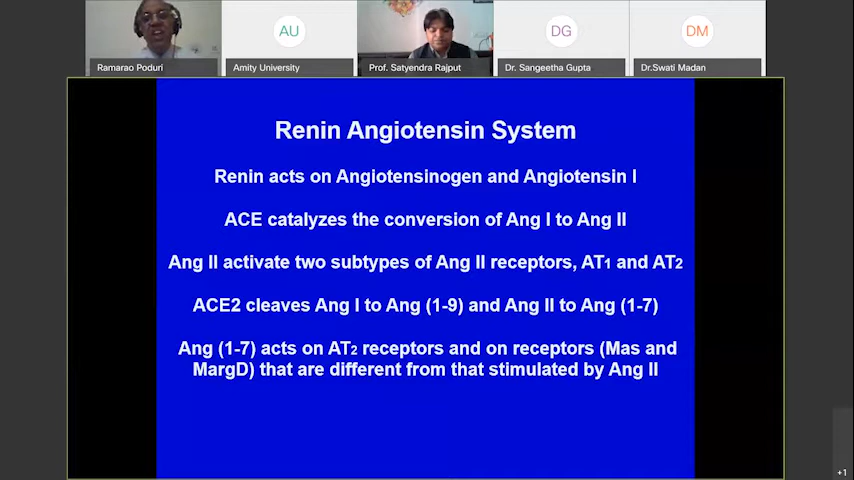 AU
DG
DM
Ramarao Poduri
Amity University
Prof. Satyendra Rajput
Dr. Sangeetha Gupta
Dr.Swati Madan
Renin Angiotensin System
Renin acts on Angiotensinogen and Angiotensin I
ACE catalyzes the conversion of Ang I to Ang II
Ang II activate two subtypes of Ang II receptors, AT1 and AT2
ACE2 cleaves Ang I to Ang (1-9) and Ang II to Ang (1-7)
Ang (1-7) acts on AT2 receptors and on receptors (Mas and
MargD) that are different from that stimulated by Ang II
+1